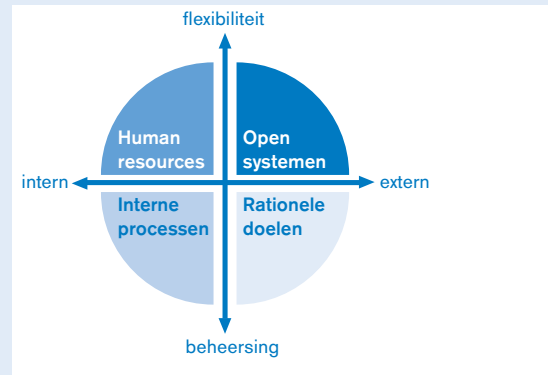 flexibiliteit
Human
resources
Open
systemen
intern
extern
Interne
processen
Rationele
doelen
beheersing